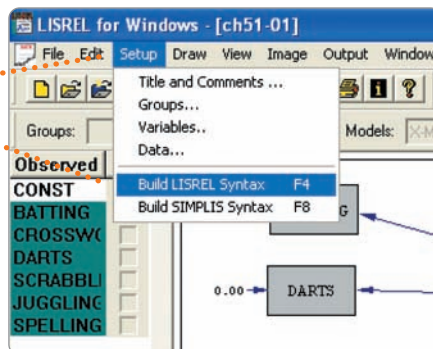 LISREL for Windows - [ch51-01]
File Edit Setup Draw View Image Output Window
Title and Comments ...
Groups...
Variables..
Data...
Build LISREL Syntax F4
Build SIMPLIS Syntax F8
Groups:
Models:
Observed
CONST
BATTING
CROSSW(
DARTS
SCRABBLI
JUGGLING
SPELLING
G
0.00
DARTS